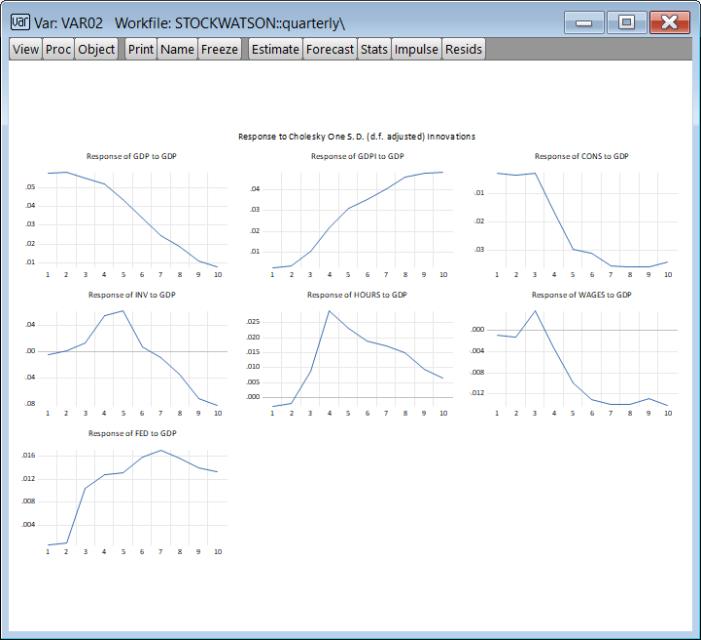 Var: VAR02 Workfile: STOCKWATSON::quarterly\
View Proc Object Print Name Freeze Estimate Forecast Stats Impulse Resids
Response to Cholesky One S.D. (d.f. adjusted) Innovations
Response of GDP to GDP
.05
.04
.03
.02
.01
1 2 3 4 5 6 7 8 9 10
Response of GDPI to GDP
.04
.03
.02
.01
1 2 3 4 5 6 7 8 9 10
Response of CONS to GDP
.01
.02
.03
1 2 3 4 5 6 7 8 9 10
Response of INV to GDP
.04
.00
.04
.08
1 2 3 4 5 6 7 8 9 10
Response of HOURS to GDP
.025
.020
.015
.010
.005
.000
1 2 3 4 5 6 7 8 9 10
Response of WAGES to GDP
.000
.004
.008
.012
1 2 3 4 5 6 7 8 9 10
Response of FED to GDP
.016
.012
.008
.004
1 2 3 4 5 6 7 8 9 10